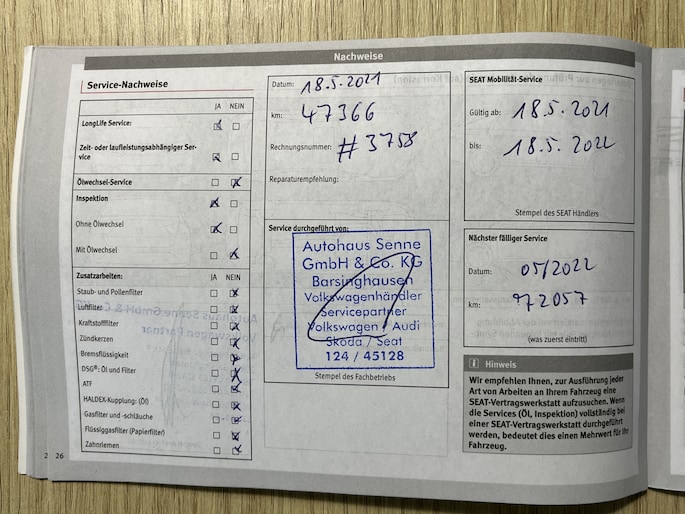 Nachweise
Service-Nachweise
JA NEIN
LongLife Service:
Zeit- oder laufleistungsabhängiger Ser-
vice
Ölwechsel-Service
Inspektion
Ohne Ölwechsel
Mit Ölwechsel
Zusatzarbeiten: JA NEIN
Staub- und Pollenfilter
Luftfilter
Kraftstofffilter
Zündkerzen
Bremsflüssigkeit
DSG®: Öl und Filter
ATF
HALDEX-Kupplung: (Öl)
Gasfilter und -schläuche
Flüssiggasfilter (Papierfilter)
Zahnriemen
2 26
Datum: 18.5.2021
km: 47366
Rechnungsnummer: #3758
Reparaturempfehlung:
Service durchgeführt von:
Autohaus Senne
GmbH & Co. KG
Barsinghausen
Volkswagenhändler
Servicepartner
Volkswagen / Audi
Skoda / Seat
124 / 45128
Stempel des Fachbetriebs
SEAT Mobilität-Service
Gültig ab: 18.5.2021
bis: 18.5.2022
Stempel des SEAT Händlers
Nächster fälliger Service
Datum: 05/2022
km: 72057
(was zuerst eintritt)
i Hinweis
Wir empfehlen Ihnen, zur Ausführung jeder
Art von Arbeiten an Ihrem Fahrzeug eine
SEAT-Vertragswerkstatt aufzusuchen. Wenn
die Services (Öl, Inspektion) vollständig bei
einer SEAT-Vertragswerkstatt durchgeführt
werden, bedeutet dies einen Mehrwert für Ihr
Fahrzeug.